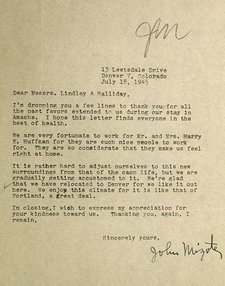 JM
13 Leetsdale Drive
Denver 7, Colorado
July 18, 1945
Dear Messrs. Lindley & Halliday,
I'm dropping you a few lines to thank you for all
the past favors extended to us during our stay in
Amache. I hope this letter finds everyone in the
best of health.
We are very fortunate to work for Mr. and Mrs. Harry
K. Huffman for they are such nice people to work
for. They are so considerate that they make us feel
right at home.
It is rather hard to adjust ourselves to this new
surroundings from that of the camp life, but we are
gradually getting accustomed to it. We're glad
that we have relocated to Denver for we like it out
here. We enjoy this climate for it is like that of
Portland, a great deal.
In closing,I wish to express my appreciation for
your kindness toward us. Thanking you, again, I
remain,
Sincerely yours,
John